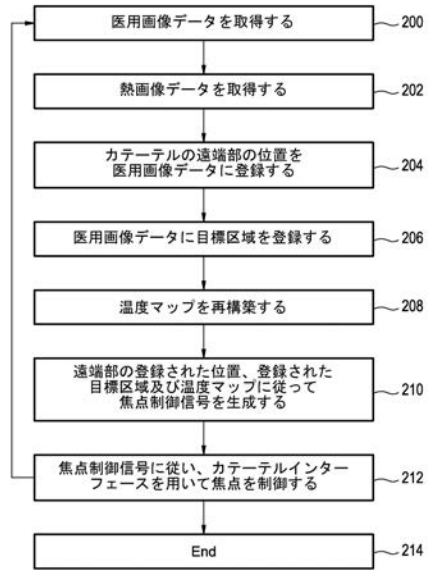 医用画像データを取得する
200
熱画像データを取得する
202
カテーテルの遠端部の位置を
医用画像データに登録する
204
医用画像データに目標区域を登録する
206
温度マップを再構築する
208
遠端部の登録された位置、登録された
目標区域及び温度マップに従って
焦点制御信号を生成する
210
焦点制御信号に従い、カテーテルインター
フェースを用いて焦点を制御する
212
End
214